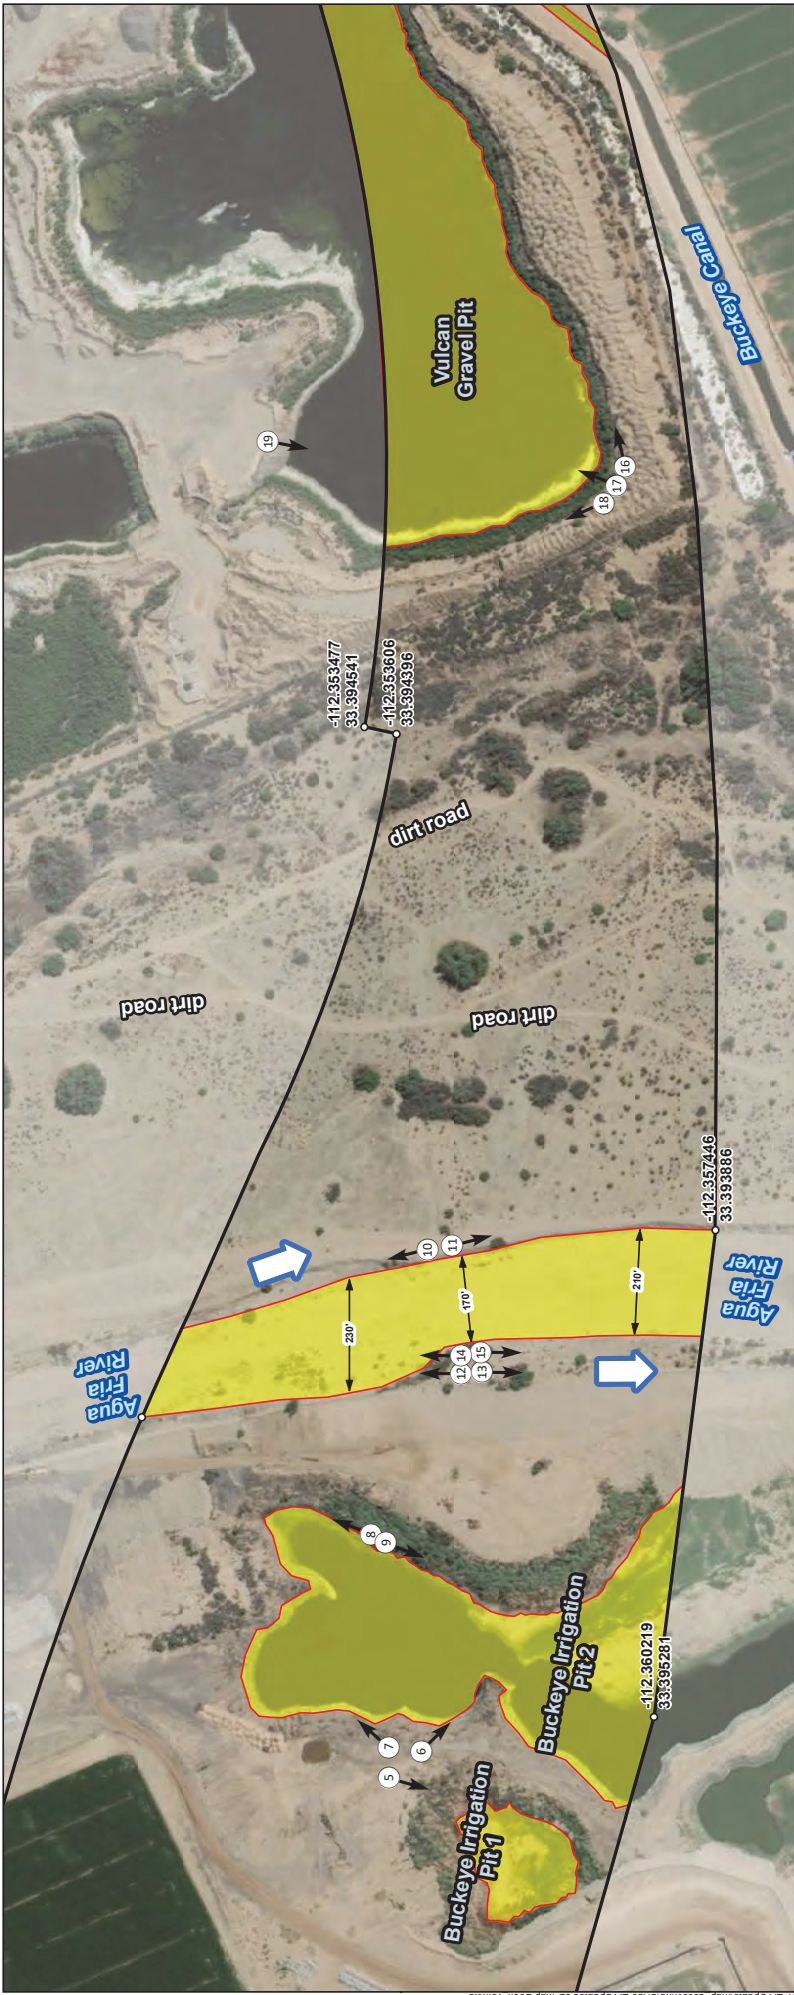 Buckeye Canal
Vulcan
Gravel Pit
19
16
17
18
-112.353477
33.394541
-112.353606
33.394396
dirt road
dirt road
dirt road
-112.357446
33.393886
10
11
230'
170'
210'
14
15
12
13
Agua
Fria
River
Agua
Fria
River
8
9
Buckeye Irrigation
Pit 2
-112.360219
33.395281
7
6
5
Buckeye Irrigation
Pit 1